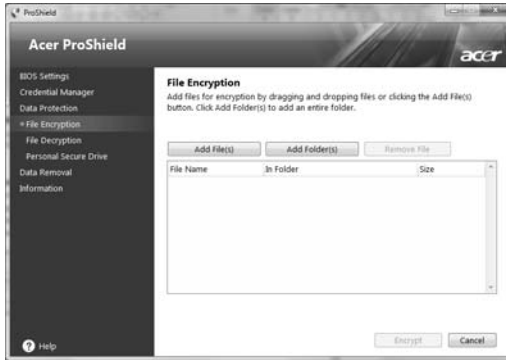 ProShield
Acer ProShield
acer
BIOS Settings
Credential Manager
Data Protection
File Encryption
File Decryption
Personal Secure Drive
Data Removal
Information
Help
File Encryption
Add files for encryption by dragging and dropping files or clicking the Add File(s)
button. Click Add Folder(s) to add an entire folder.
Add File(s) Add Folder(s) Remove File
File Name In Folder Size
Encrypt Cancel